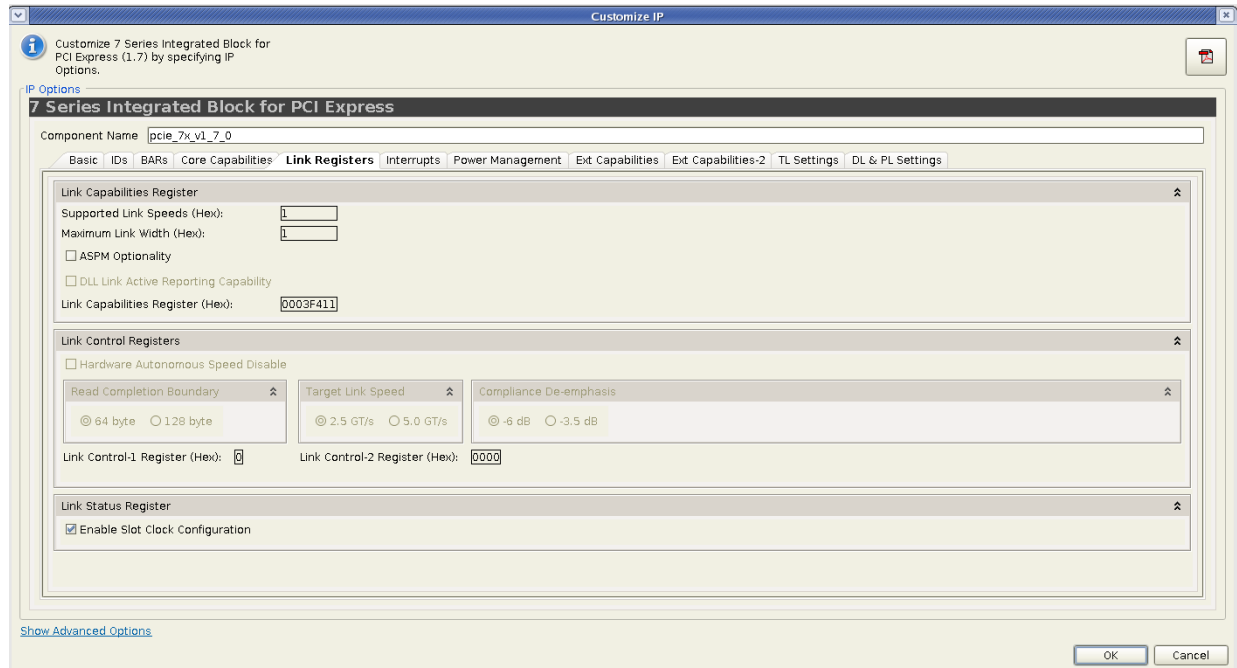 Customize IP
Customize 7 Series Integrated Block for
PCI Express (1.7) by specifying IP
Options.
IP Options
7 Series Integrated Block for PCI Express
Component Name pcie_7x_v1_7_0
Basic IDs BARs Core Capabilities Link Registers Interrupts Power Management Ext Capabilities Ext Capabilities-2 TL Settings DL & PL Settings
Link Capabilities Register
Supported Link Speeds (Hex): 1
Maximum Link Width (Hex): 1
ASPM Optionality
DLL Link Active Reporting Capability
Link Capabilities Register (Hex): 0003F411
Link Control Registers
Hardware Autonomous Speed Disable
Read Completion Boundary Target Link Speed Compliance De-emphasis
64 byte 128 byte 2.5 GT/s 5.0 GT/s -6 dB -3.5 dB
Link Control-1 Register (Hex): 0 Link Control-2 Register (Hex): 0000
Link Status Register
Enable Slot Clock Configuration
Show Advanced Options
OK Cancel